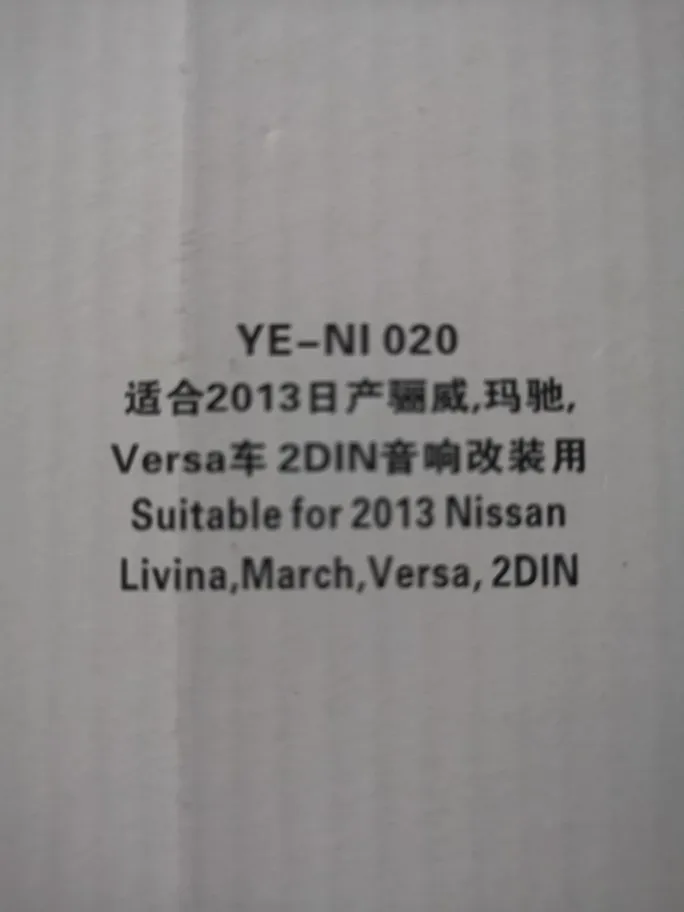 YE-NI 020
适合2013日产骊威,玛驰,
Versa车 2DIN音响改装用
Suitable for 2013 Nissan
Livina,March,Versa, 2DIN